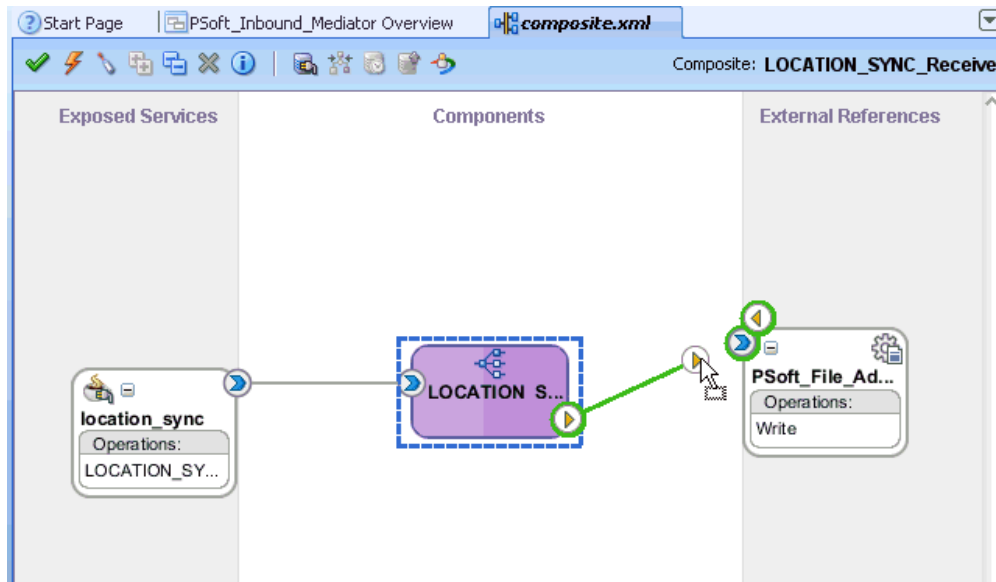 Start Page
PSoft_Inbound_Mediator Overview
composite.xml
Composite: LOCATION_SYNC_Receive
Exposed Services
Components
External References
location_sync
Operations:
LOCATION_SY...
LOCATION S...
PSoft_File_Ad...
Operations:
Write